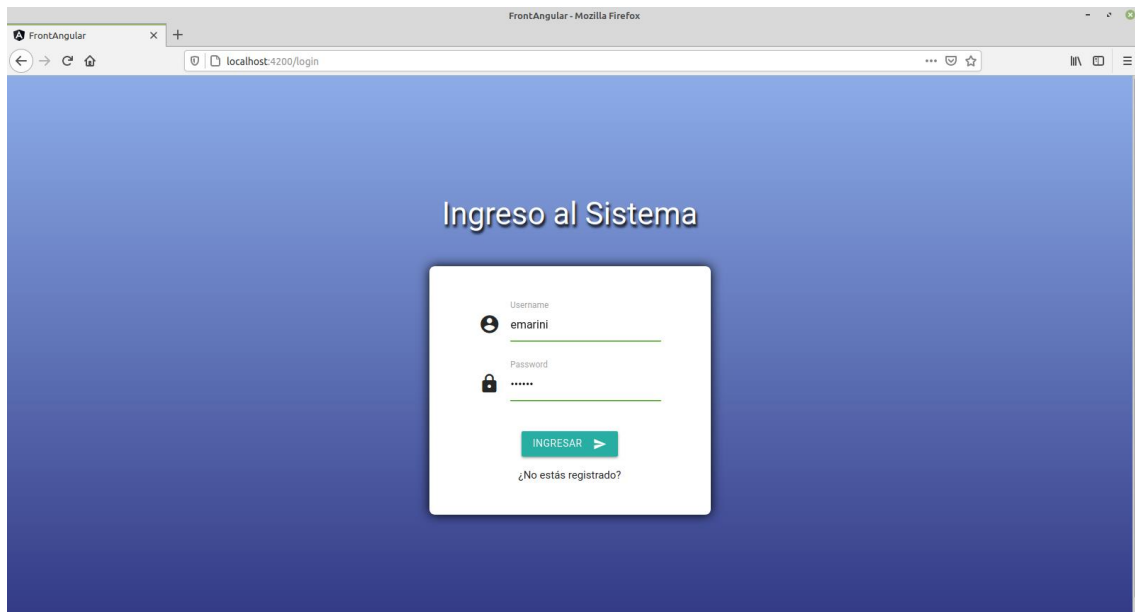 FrontAngular - Mozilla Firefox
FrontAngular
localhost:4200/login
Ingreso al Sistema
Username
emarini
Password
••••••
INGRESAR
¿No estás registrado?